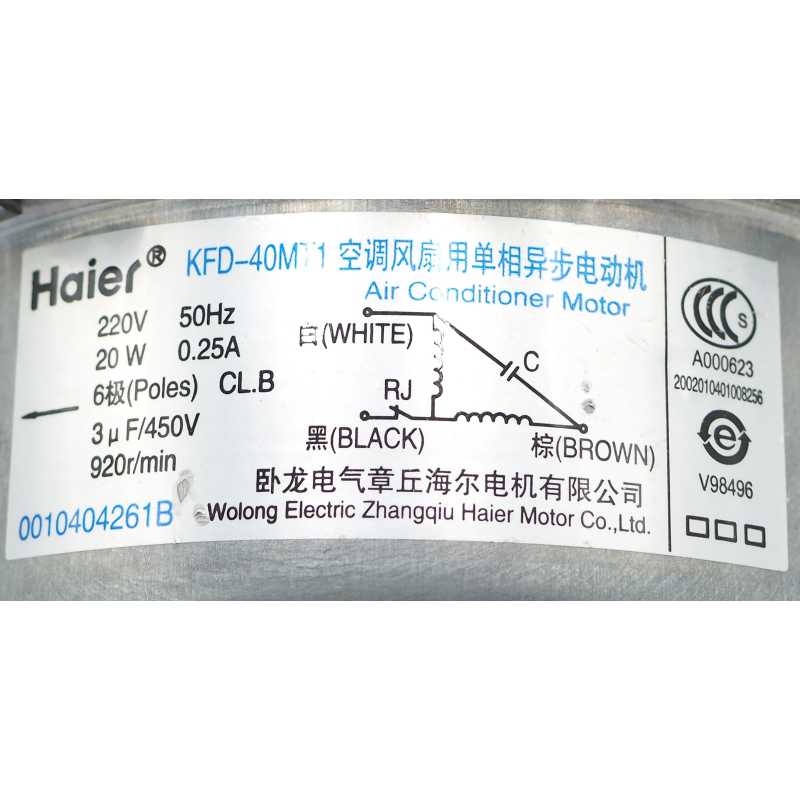 Haier® KFD-40MT1 空调风扇用单相异步电动机
Air Conditioner Motor
220V 50Hz
20 W 0.25A
6极(Poles) CL.B
3μF/450V
920r/min
0010404261B
白(WHITE)
C
RJ
黑(BLACK)
棕(BROWN)
卧龙电气章丘海尔电机有限公司
Wolong Electric Zhangqiu Haier Motor Co.,Ltd.
CCC S
A000623
2002010401008256
e
V98496